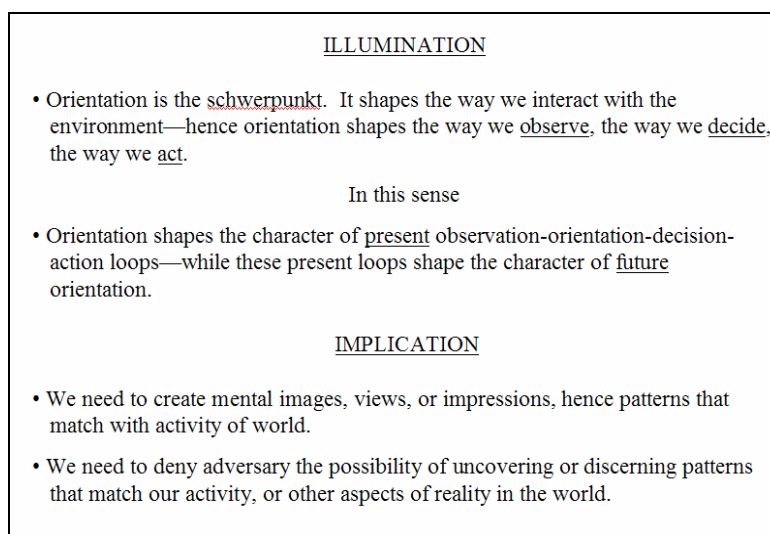 ILLUMINATION
• Orientation is the schwerpunkt.  It shapes the way we interact with the
environment—hence orientation shapes the way we observe, the way we decide,
the way we act.
In this sense
• Orientation shapes the character of present observation-orientation-decision-
action loops—while these present loops shape the character of future
orientation.
IMPLICATION
• We need to create mental images, views, or impressions, hence patterns that
match with activity of world.
• We need to deny adversary the possibility of uncovering or discerning patterns
that match our activity, or other aspects of reality in the world.